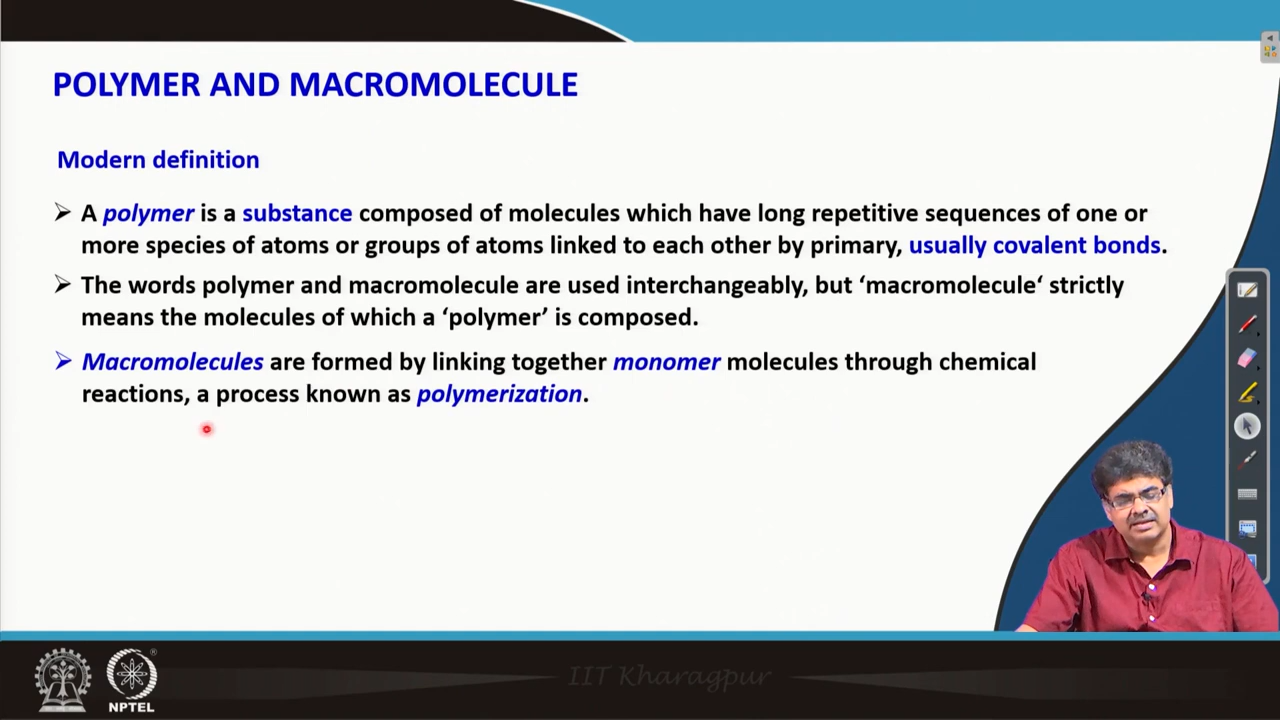 POLYMER AND MACROMOLECULE
Modern definition
➢ A polymer is a substance composed of molecules which have long repetitive sequences of one or
more species of atoms or groups of atoms linked to each other by primary, usually covalent bonds.
➢ The words polymer and macromolecule are used interchangeably, but ‘macromolecule‘ strictly
means the molecules of which a ‘polymer’ is composed.
➢ Macromolecules are formed by linking together monomer molecules through chemical
reactions, a process known as polymerization.
IIT Kharagpur
NPTEL